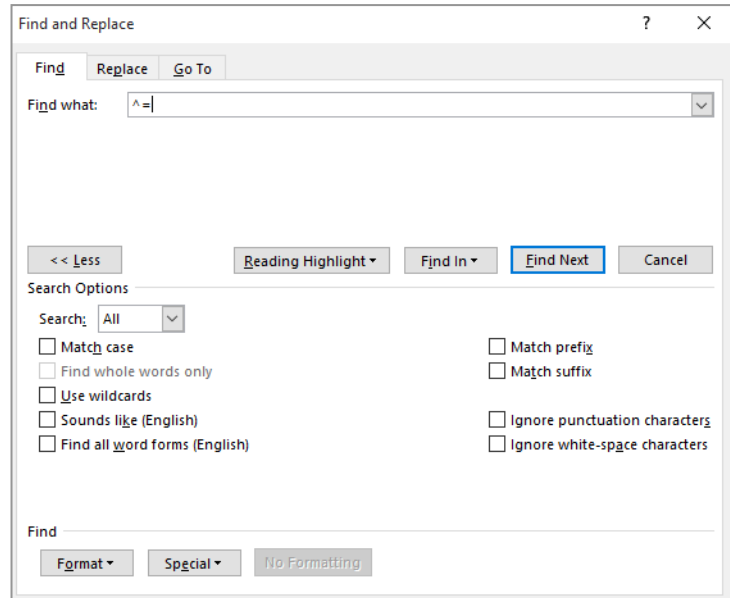 Find and Replace ? ×
Find Replace Go To
Find what: ^=
<< Less Reading Highlight Find In Find Next Cancel
Search Options
Search: All
Match case Match prefix
Find whole words only Match suffix
Use wildcards
Sounds like (English) Ignore punctuation characters
Find all word forms (English) Ignore white-space characters
Find
Format Special No Formatting